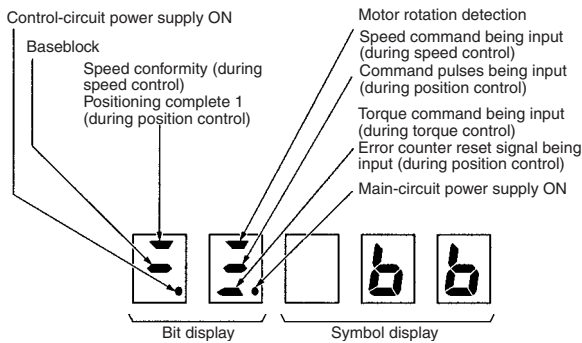 Control-circuit power supply ON
Baseblock
Speed conformity (during
speed control)
Positioning complete 1
(during position control)
Motor rotation detection
Speed command being input
(during speed control)
Command pulses being input
(during position control)
Torque command being input
(during torque control)
Error counter reset signal being
input (during position control)
Main-circuit power supply ON
b b
Bit display
Symbol display